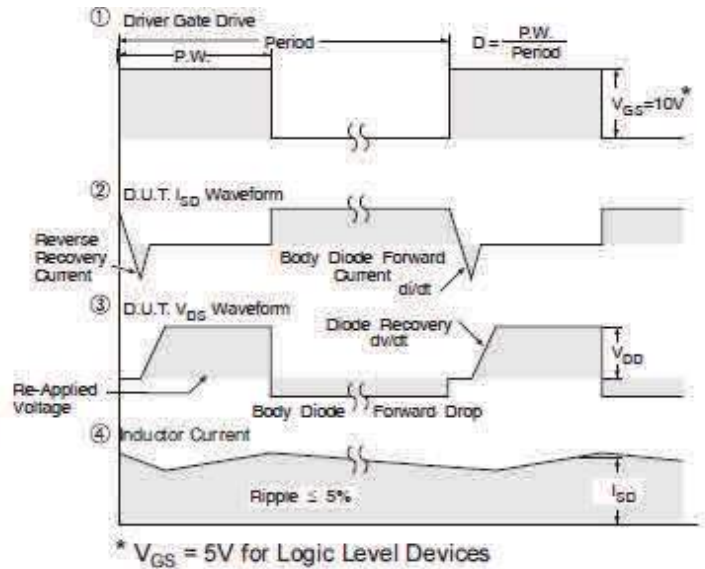 ① Driver Gate Drive
P.W.
Period
D = P.W.
Period
V_GS=10V*
② D.U.T. I_SD Waveform
Reverse
Recovery
Current
Body Diode Forward
Current
di/dt
③ D.U.T. V_DS Waveform
Diode Recovery
dv/dt
V_DD
Re-Applied
Voltage
Body Diode Forward Drop
④ Inductor Current
Ripple ≤ 5%
I_SD
* V_GS = 5V for Logic Level Devices